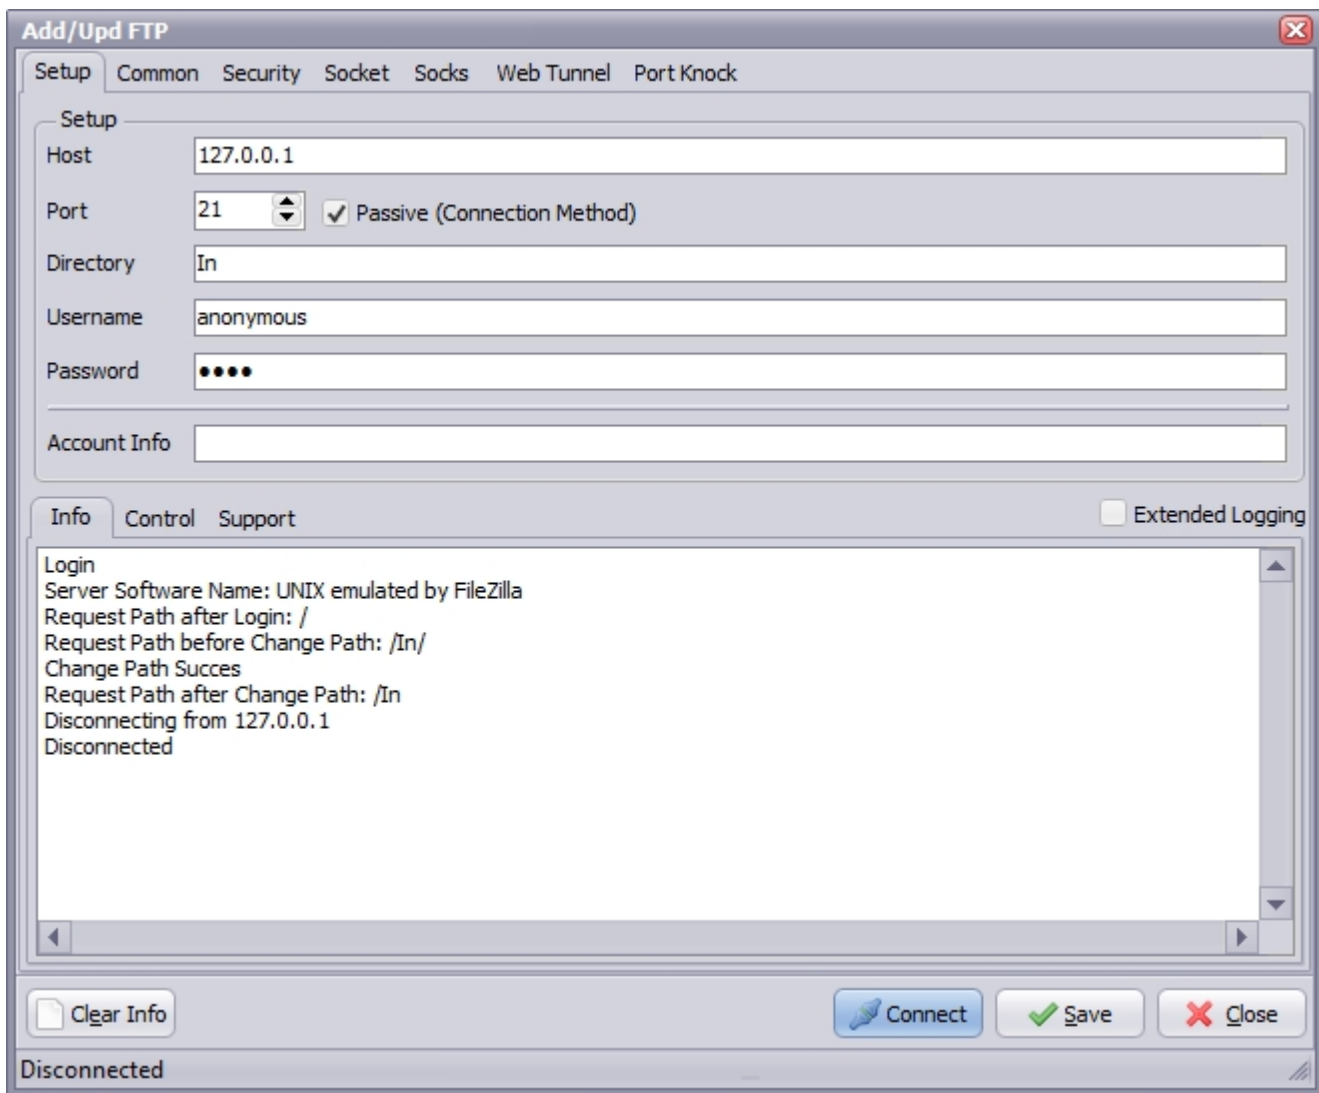 Add/Upd FTP
Setup Common Security Socket Socks Web Tunnel Port Knock
Setup
Host 127.0.0.1
Port 21 Passive (Connection Method)
Directory In
Username anonymous
Password ●●●●
Account Info
Info Control Support Extended Logging
Login
Server Software Name: UNIX emulated by FileZilla
Request Path after Login: /
Request Path before Change Path: /In/
Change Path Succes
Request Path after Change Path: /In
Disconnecting from 127.0.0.1
Disconnected
Clear Info Connect Save Close
Disconnected